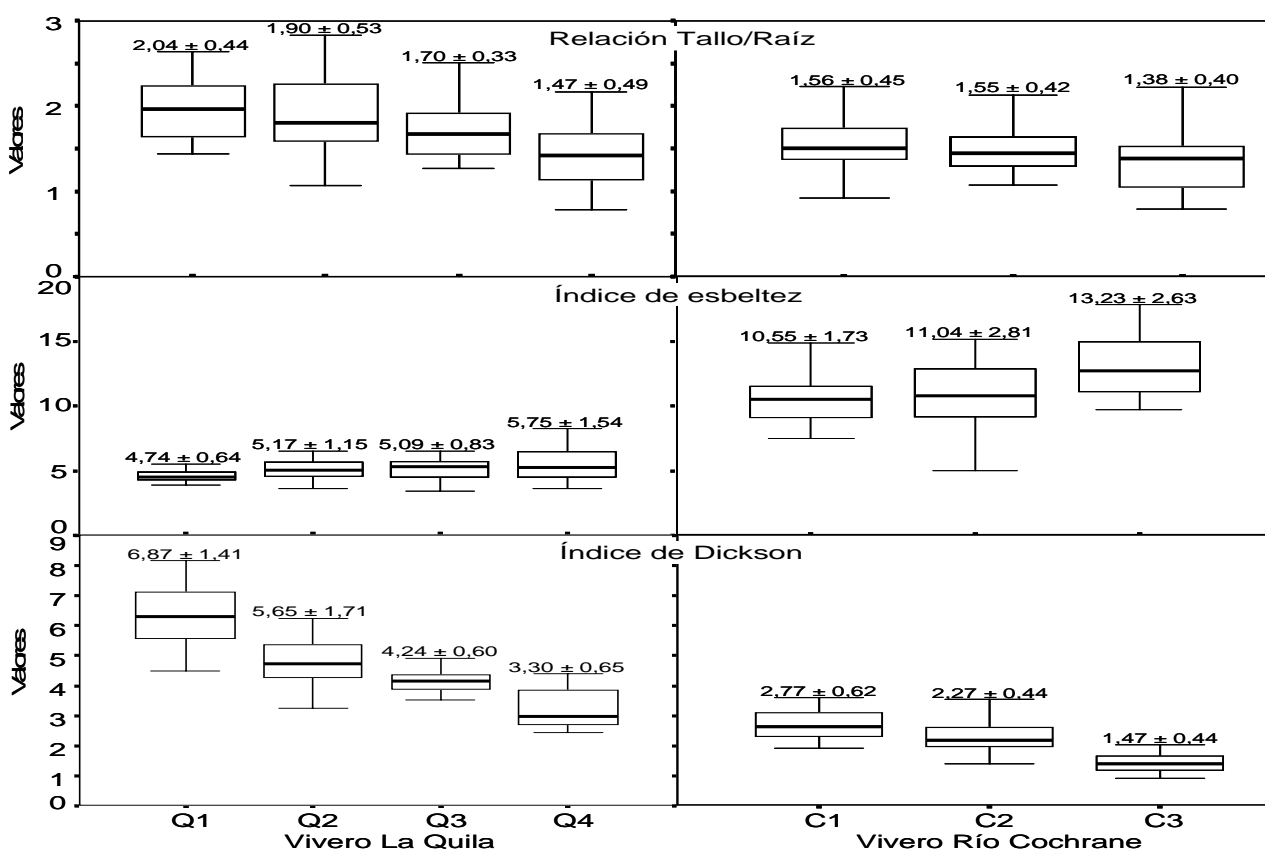 Relación Tallo/Raíz
Valores
3
2
1
0
2,04 ± 0,44
1,90 ± 0,53
1,70 ± 0,33
1,47 ± 0,49
1,56 ± 0,45
1,55 ± 0,42
1,38 ± 0,40
Índice de esbeltez
Valores
20
15
10
5
0
4,74 ± 0,64
5,17 ± 1,15
5,09 ± 0,83
5,75 ± 1,54
10,55 ± 1,73
11,04 ± 2,81
13,23 ± 2,63
Índice de Dickson
Valores
9
8
7
6
5
4
3
2
1
0
6,87 ± 1,41
5,65 ± 1,71
4,24 ± 0,60
3,30 ± 0,65
2,77 ± 0,62
2,27 ± 0,44
1,47 ± 0,44
Q1 Q2 Q3 Q4 C1 C2 C3
Vivero La Quila Vivero Río Cochrane